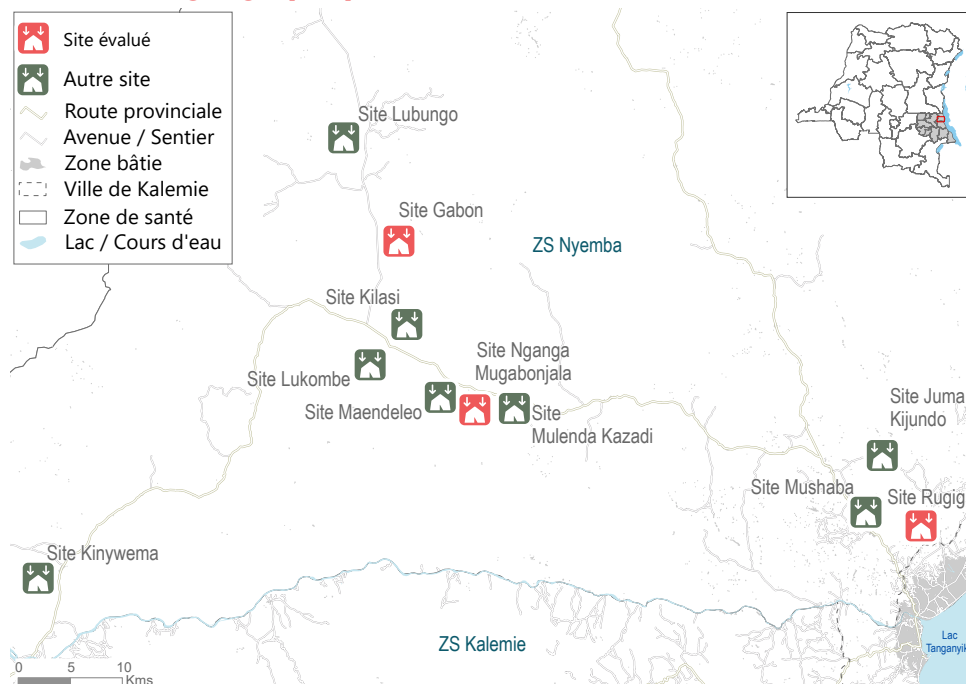 Site évalué
Autre site
Route provinciale
Avenue / Sentier
Zone bâtie
Ville de Kalemie
Zone de santé
Lac / Cours d'eau
Site Lubungo
Site Gabon
ZS Nyemba
Site Kilasi
Site Nganga
Mugabonjala
Site Lukombe
Site Maendeleo
Site
Mulenda Kazadi
Site Juma
Kijundo
Site Mushaba
Site Rugig
Site Kinywema
ZS Kalemie
Lac
Tanganyik
0 5 10
Kms